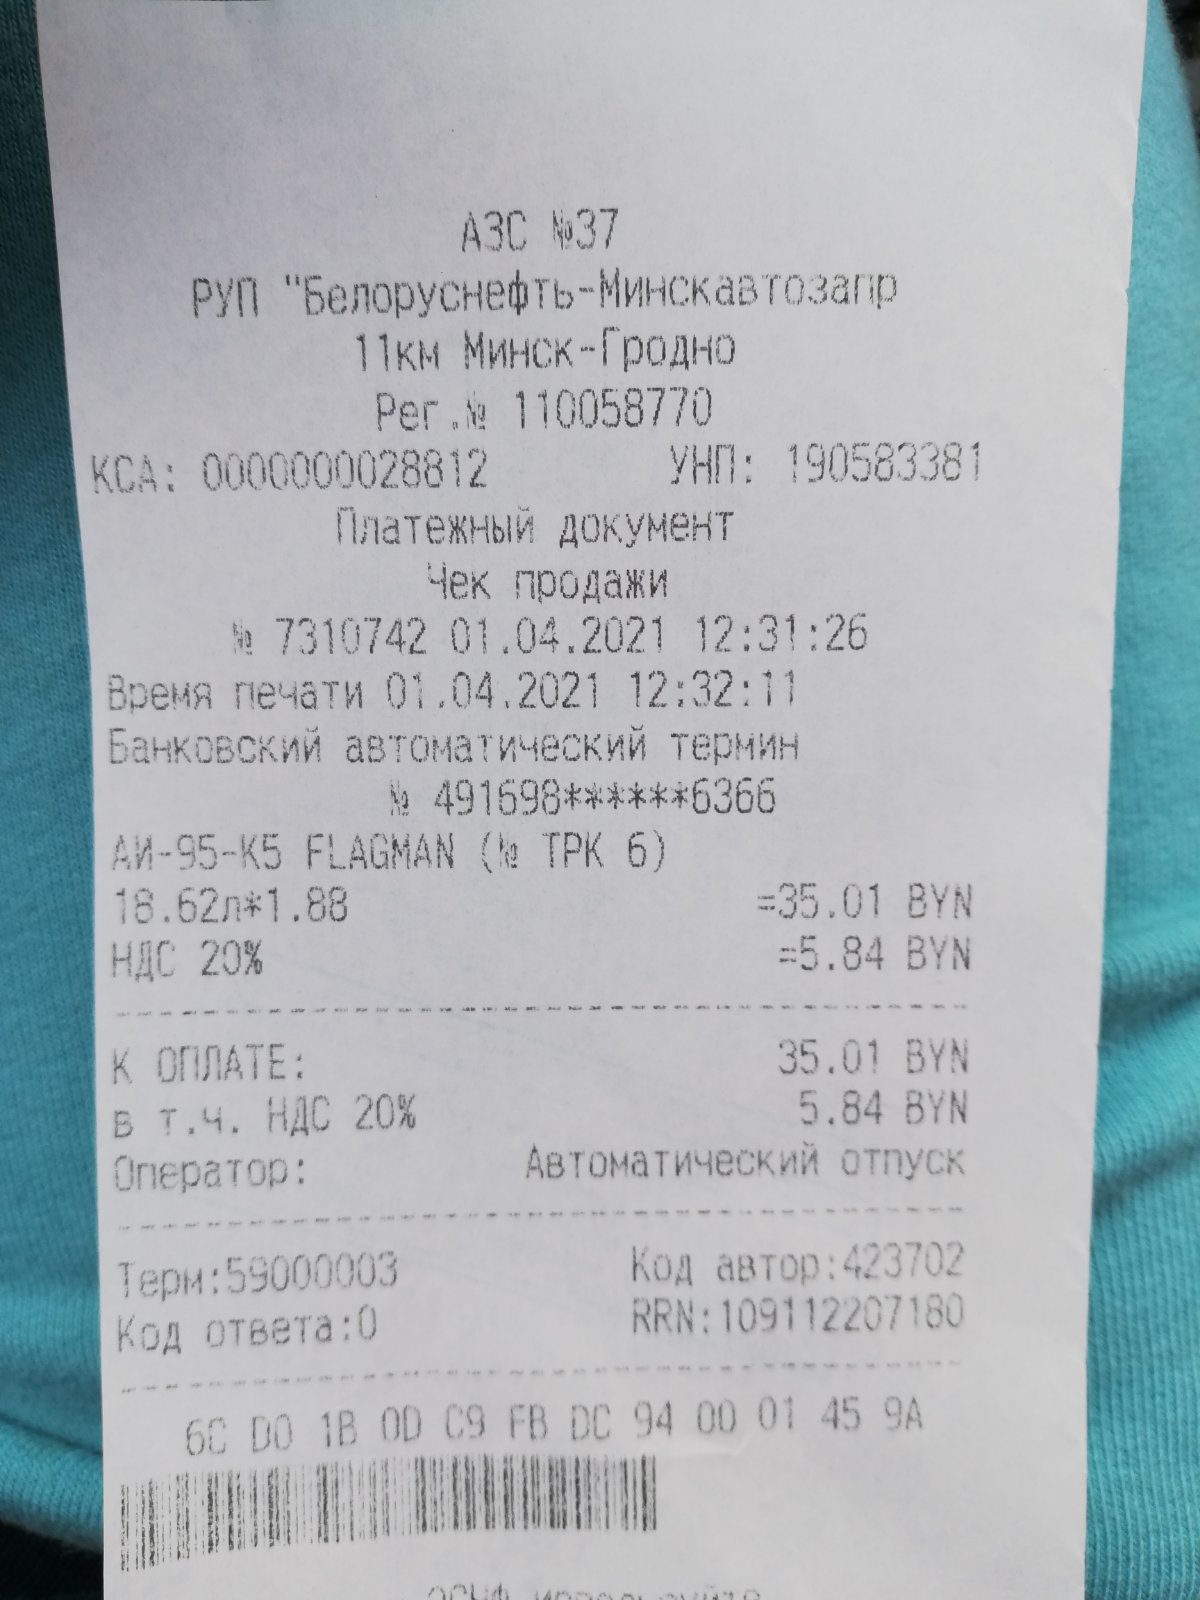 АЗС №37
РУП "Белоруснефть-Минскавтозапр
11км Минск-Гродно
Рег.№ 110058770
КСА: 0000000028812 УНП: 190583381
Платежный документ
Чек продажи
№ 7310742 01.04.2021 12:31:26
Время печати 01.04.2021 12:32:11
Банковский автоматический термин
№ 491698******6366
АИ-95-К5 FLAGMAN (№ ТРК 6)
18.62л*1.88 =35.01 BYN
НДС 20% =5.84 BYN
К ОПЛАТЕ: 35.01 BYN
в т.ч. НДС 20% 5.84 BYN
Оператор: Автоматический отпуск
Терм:59000003 Код автор:423702
Код ответа:0 RRN:109112207180
6C D0 1B 0D C9 FB DC 94 00 01 45 9A